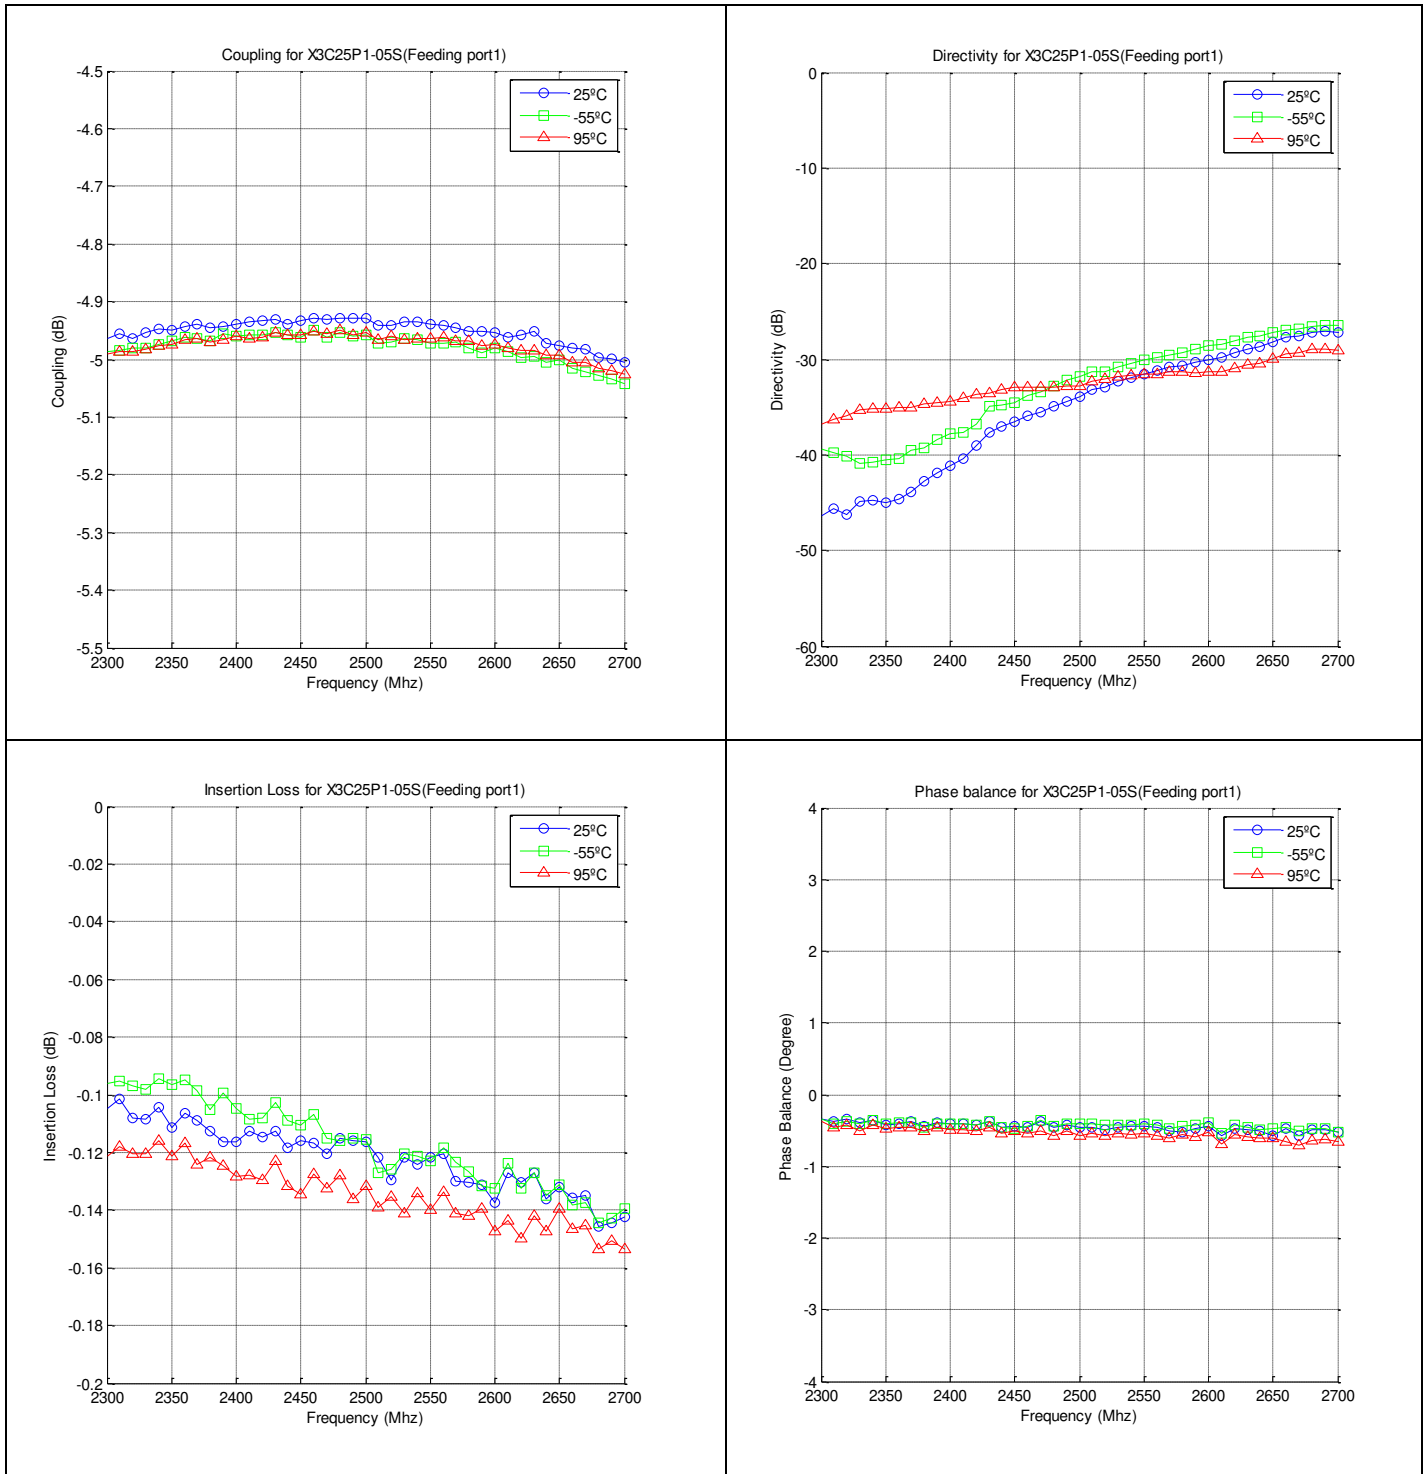 Coupling for X3C25P1-05S(Feeding port1)
25ºC
-55ºC
95ºC
-4.5
-4.6
-4.7
-4.8
-4.9
-5
-5.1
-5.2
-5.3
-5.4
-5.5
Coupling (dB)
2300 2350 2400 2450 2500 2550 2600 2650 2700
Frequency (Mhz)
Directivity for X3C25P1-05S(Feeding port1)
25ºC
-55ºC
95ºC
0
-10
-20
-30
-40
-50
-60
Directivity (dB)
2300 2350 2400 2450 2500 2550 2600 2650 2700
Frequency (Mhz)
Insertion Loss for X3C25P1-05S(Feeding port1)
25ºC
-55ºC
95ºC
0
-0.02
-0.04
-0.06
-0.08
-0.1
-0.12
-0.14
-0.16
-0.18
-0.2
Insertion Loss (dB)
2300 2350 2400 2450 2500 2550 2600 2650 2700
Frequency (Mhz)
Phase balance for X3C25P1-05S(Feeding port1)
25ºC
-55ºC
95ºC
4
3
2
1
0
-1
-2
-3
-4
Phase Balance (Degree)
2300 2350 2400 2450 2500 2550 2600 2650 2700
Frequency (Mhz)